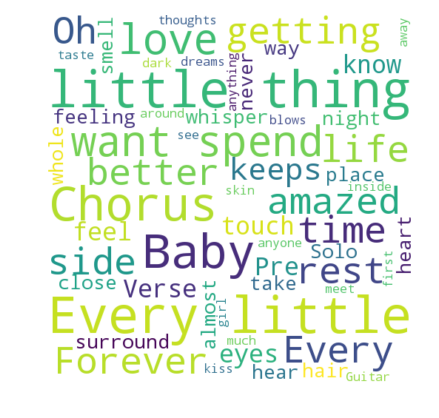 thoughts
away
Oh love getting
smell
taste dark dreams way know
anything never
little thing
around
feeling whisper night
see blows
want spend life
whole better keeps place
skin inside
Chorus amazed
feel touch time
anyone
side Baby Solo heart
Pre rest
close Verse take meet first
almost girl
Every little
surround much
Forever eyes Every
kiss hear hair Guitar